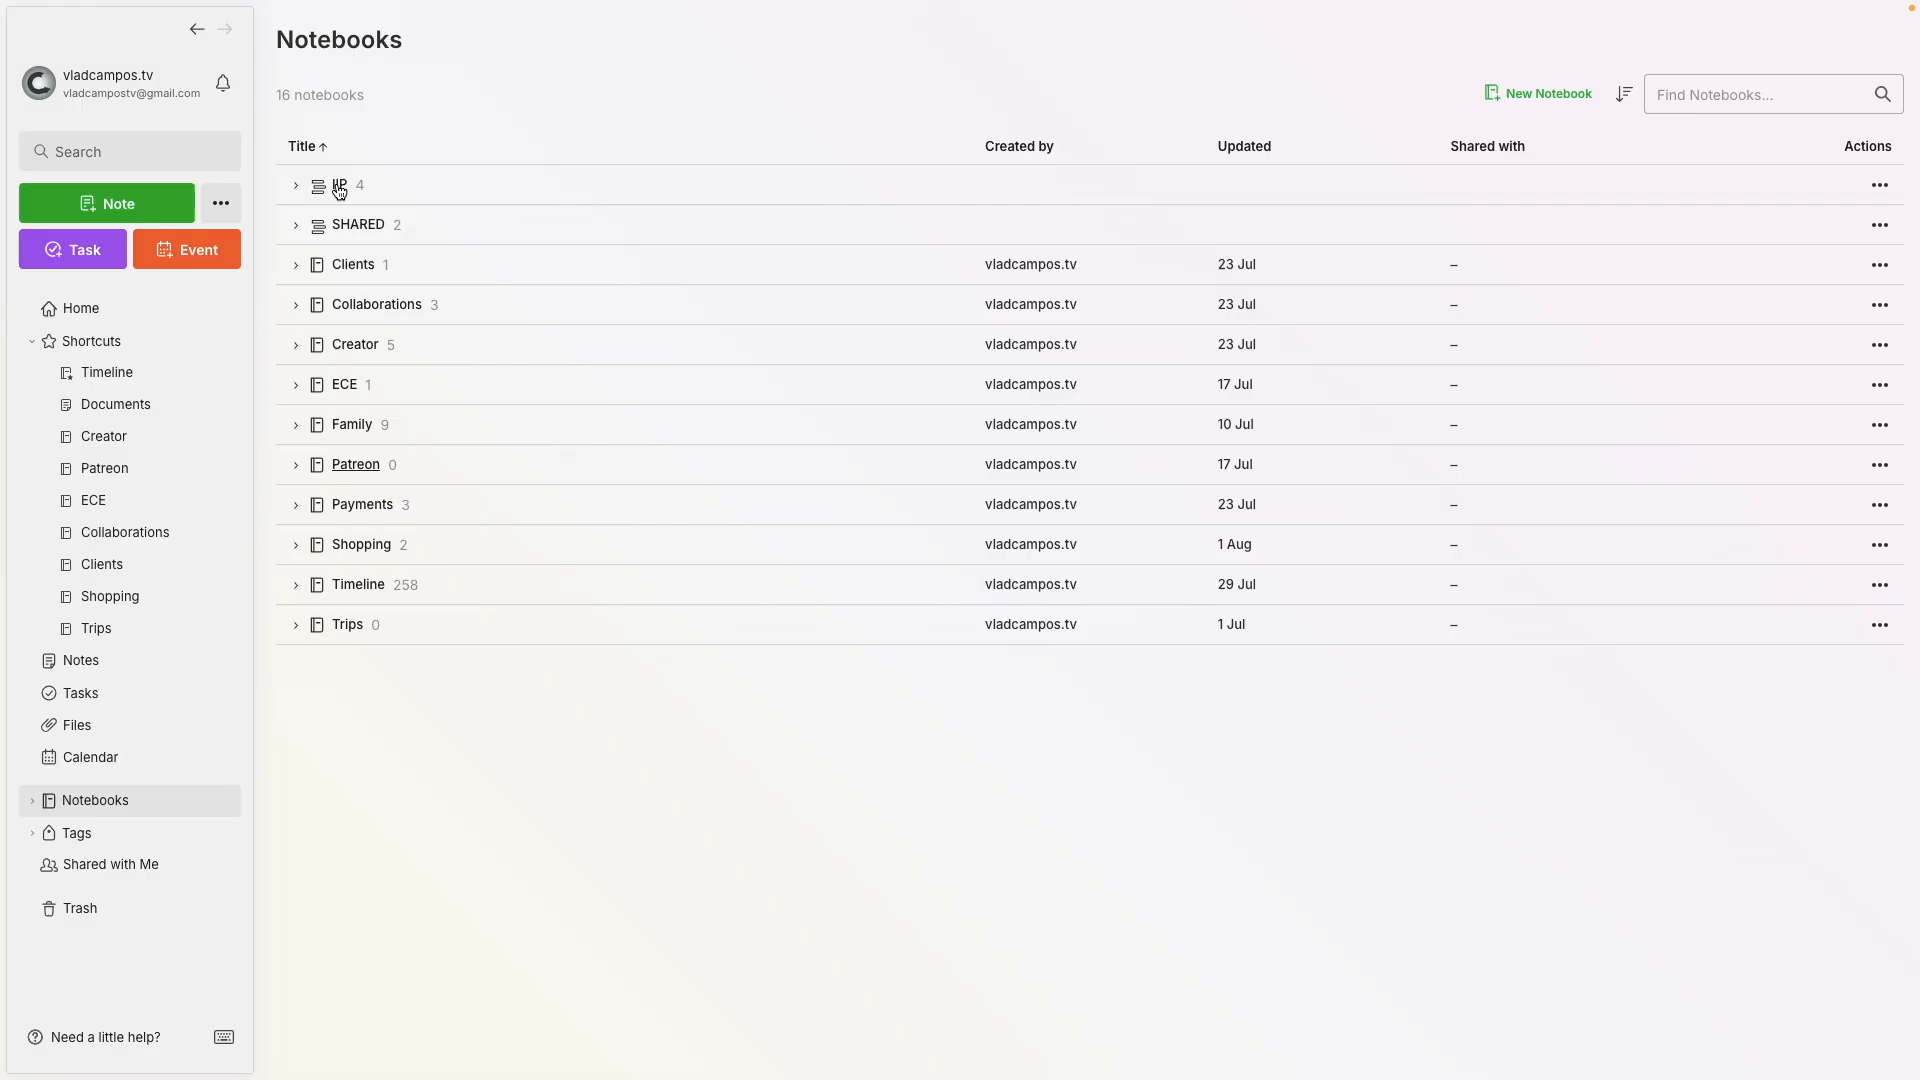 vladcampos.tv
vladcampostv@gmail.com
Search
Note
Task
Event
Home
Shortcuts
Timeline
Documents
Creator
Patreon
ECE
Collaborations
Clients
Shopping
Trips
Notes
Tasks
Files
Calendar
Notebooks
Tags
Shared with Me
Trash
Need a little help?
Notebooks
16 notebooks
New Notebook
Find Notebooks...
Title Created by Updated Shared with Actions
4
SHARED 2
Clients 1 vladcampos.tv 23 Jul –
Collaborations 3 vladcampos.tv 23 Jul –
Creator 5 vladcampos.tv 23 Jul –
ECE 1 vladcampos.tv 17 Jul –
Family 9 vladcampos.tv 10 Jul –
Patreon 0 vladcampos.tv 17 Jul –
Payments 3 vladcampos.tv 23 Jul –
Shopping 2 vladcampos.tv 1 Aug –
Timeline 258 vladcampos.tv 29 Jul –
Trips 0 vladcampos.tv 1 Jul –